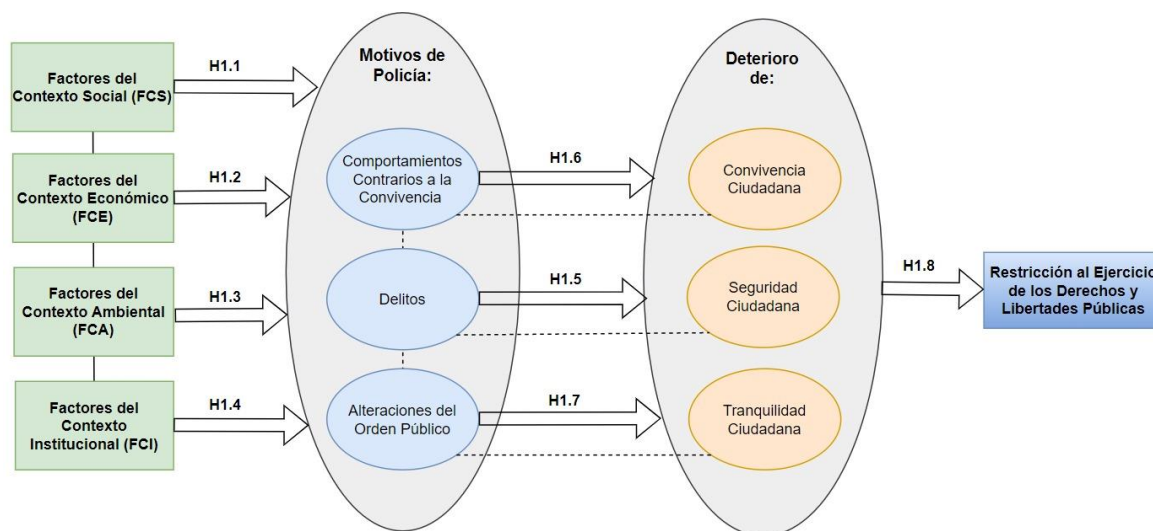 Factores del
Contexto Social (FCS)
H1.1
Factores del
Contexto Económico
(FCE)
H1.2
Factores del
Contexto Ambiental
(FCA)
H1.3
Factores del
Contexto
Institucional (FCI)
H1.4
Motivos de
Policía:
Comportamientos
Contrarios a la
Convivencia
Delitos
Alteraciones del
Orden Público
H1.6
H1.5
H1.7
Deterioro
de:
Convivencia
Ciudadana
Seguridad
Ciudadana
Tranquilidad
Ciudadana
H1.8
Restricción al Ejercicio
de los Derechos y
Libertades Públicas